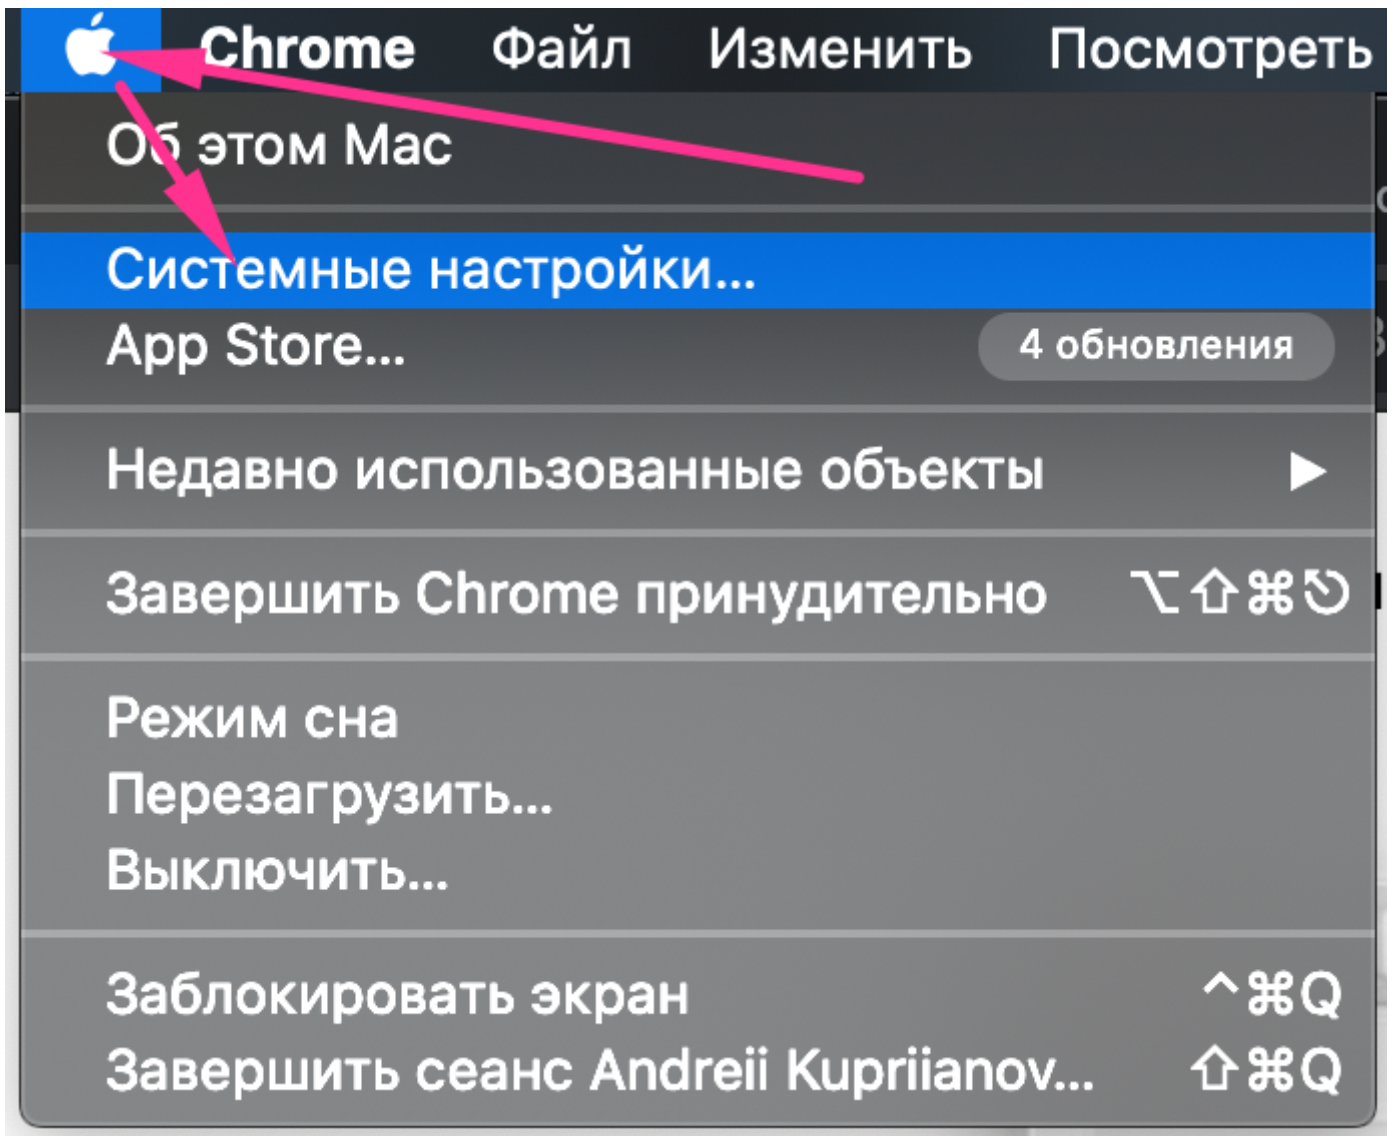 Chrome Файл Изменить Посмотреть
Об этом Mac
Системные настройки...
App Store... 4 обновления
Недавно использованные объекты ▶
Завершить Chrome принудительно ⌥⇧⌘⎋
Режим сна
Перезагрузить...
Выключить...
Заблокировать экран ^⌘Q
Завершить сеанс Andreii Kupriianov... ⇧⌘Q